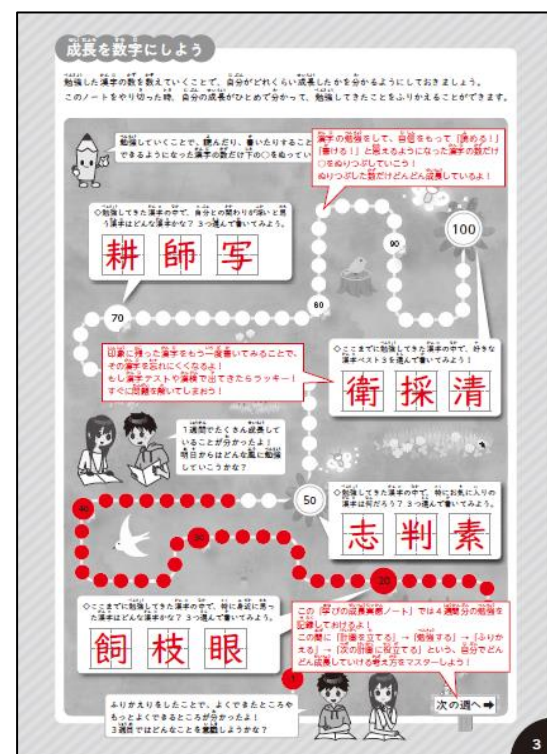 成長を数字にしよう
勉強した漢字の数を数えていくことで、自分がどれくらい成長したかを分かるようにしておきましょう。
このノートをやり切った時、自分の成長がひとめで分かって、勉強してきたことをふりかえることができます。
勉強していくことで、読んだり、書いたりすること
できるようになった漢字の数だけ下の○をぬってい
漢字の勉強をして、自信をもって「読める!」
「書ける!」と思えるようになった漢字の数だけ
○をぬりつぶしていこう!
ぬりつぶした数だけどんどん成長しているよ!
◇勉強してきた漢字の中で、自分との関わりが深いと思
う漢字はどんな漢字かな? 3つ選んで書いてみよう。
耕 師 写
100
90
80
70
印象に残った漢字をもう一度書いてみることで、
その漢字を忘れにくくなるよ!
もし漢字テストや漢検で出てきたらラッキー!
すぐに問題を解いてしまおう!
◇ここまでに勉強してきた漢字の中で、好きな
漢字ベスト3を選んで書いてみよう!
衛 採 清
1週間でたくさん成長して
いることが分かったよ!
明日からはどんな風に勉強
していこうかな?
50
◇勉強してきた漢字の中で、特にお気に入りの
漢字は何だろう? 3つ選んで書いてみよう。
志 判 素
40
30
20
◇ここまでに勉強してきた漢字の中で、特に身近に思っ
た漢字はどんな漢字かな? 3つ選んで書いてみよう。
飼 枝 眼
この「学びの成長実感ノート」では4週間分の勉強を
記録しておけるよ!
この間に「計画を立てる」→「勉強する」→「ふりか
える」→「次の計画に役立てる」という、自分でどん
どん成長していける考え方をマスターしよう!
1
ふりかえりをしたことで、よくできたところや
もっとよくできるところが分かったよ!
3週目ではどんなことを意識しようかな?
次の週へ➡
3